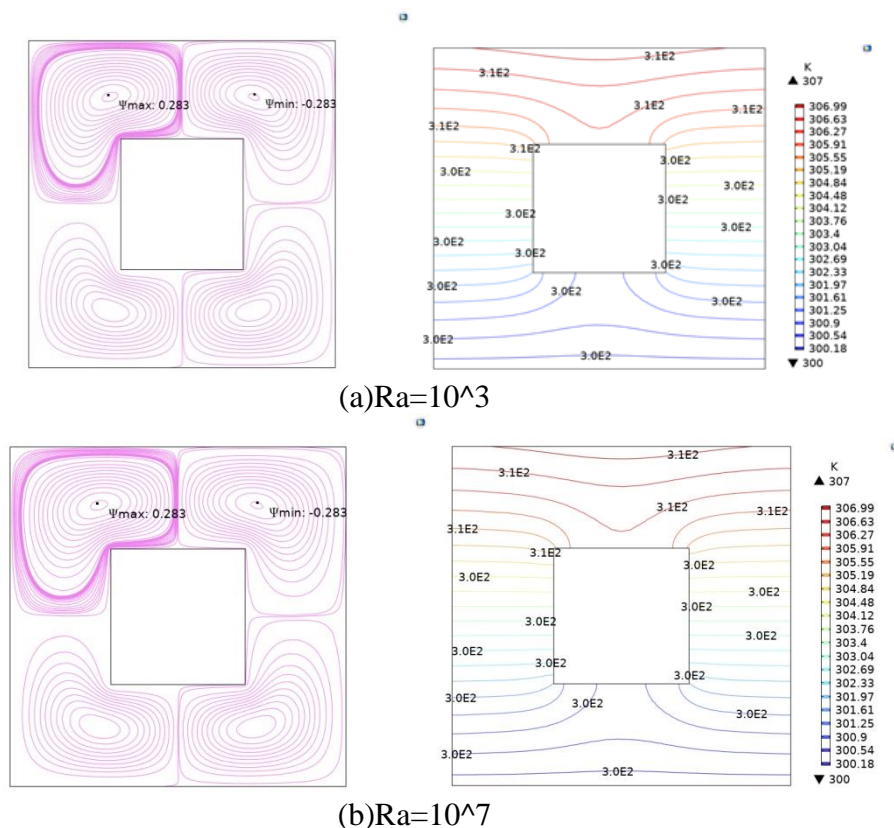 Ψmax: 0.283
Ψmin: -0.283
3.1E2
3.1E2
3.1E2
3.1E2
3.1E2
3.1E2
3.0E2
3.0E2
3.0E2
3.0E2
3.0E2
3.0E2
3.0E2
3.0E2
3.0E2
3.0E2
3.0E2
3.0E2
3.0E2
K
▲ 307
306.99
306.63
306.27
305.91
305.55
305.19
304.84
304.48
304.12
303.76
303.4
303.04
302.69
302.33
301.97
301.61
301.25
300.9
300.54
300.18
▼ 300
(a)Ra=10^3
Ψmax: 0.283
Ψmin: -0.283
3.1E2
3.1E2
3.1E2
3.1E2
3.1E2
3.1E2
3.0E2
3.0E2
3.0E2
3.0E2
3.0E2
3.0E2
3.0E2
3.0E2
3.0E2
3.0E2
3.0E2
3.0E2
3.0E2
K
▲ 307
306.99
306.63
306.27
305.91
305.55
305.19
304.84
304.48
304.12
303.76
303.4
303.04
302.69
302.33
301.97
301.61
301.25
300.9
300.54
300.18
▼ 300
(b)Ra=10^7